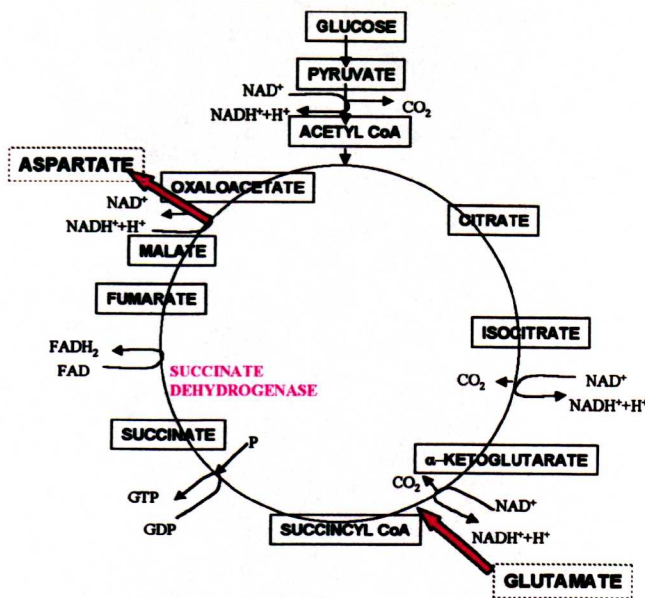 GLUCOSE
PYRUVATE
NAD⁺
NADH⁺+H⁺
CO₂
ACETYL CoA
ASPARTATE
OXALOACETATE
NAD⁺
NADH⁺+H⁺
MALATE
CITRATE
FUMARATE
ISOCITRATE
FADH₂
FAD
SUCCINATE
DEHYDROGENASE
CO₂
NAD⁺
NADH⁺+H⁺
SUCCINATE
P
α-KETOGLUTARATE
CO₂
GTP
GDP
NAD⁺
NADH⁺+H⁺
SUCCINCYL CoA
GLUTAMATE